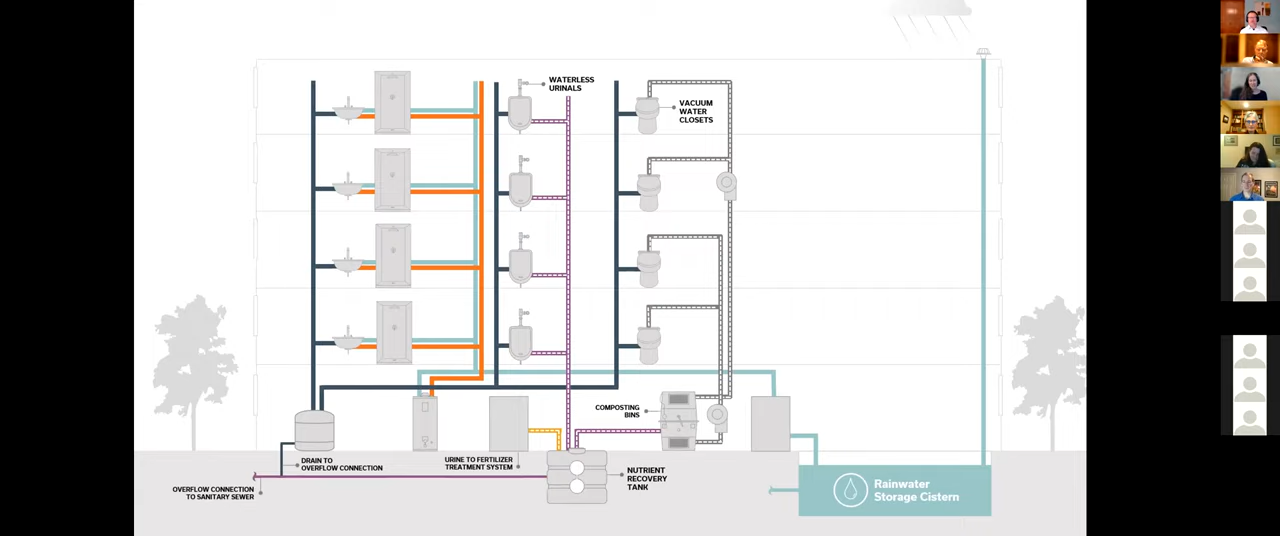 WATERLESS
URINALS
VACUUM
WATER
CLOSETS
COMPOSTING
BINS
URINE TO FERTILIZER
TREATMENT SYSTEM
DRAIN TO
OVERFLOW CONNECTION
NUTRIENT
RECOVERY
TANK
OVERFLOW CONNECTION
TO SANITARY SEWER
Rainwater
Storage Cistern